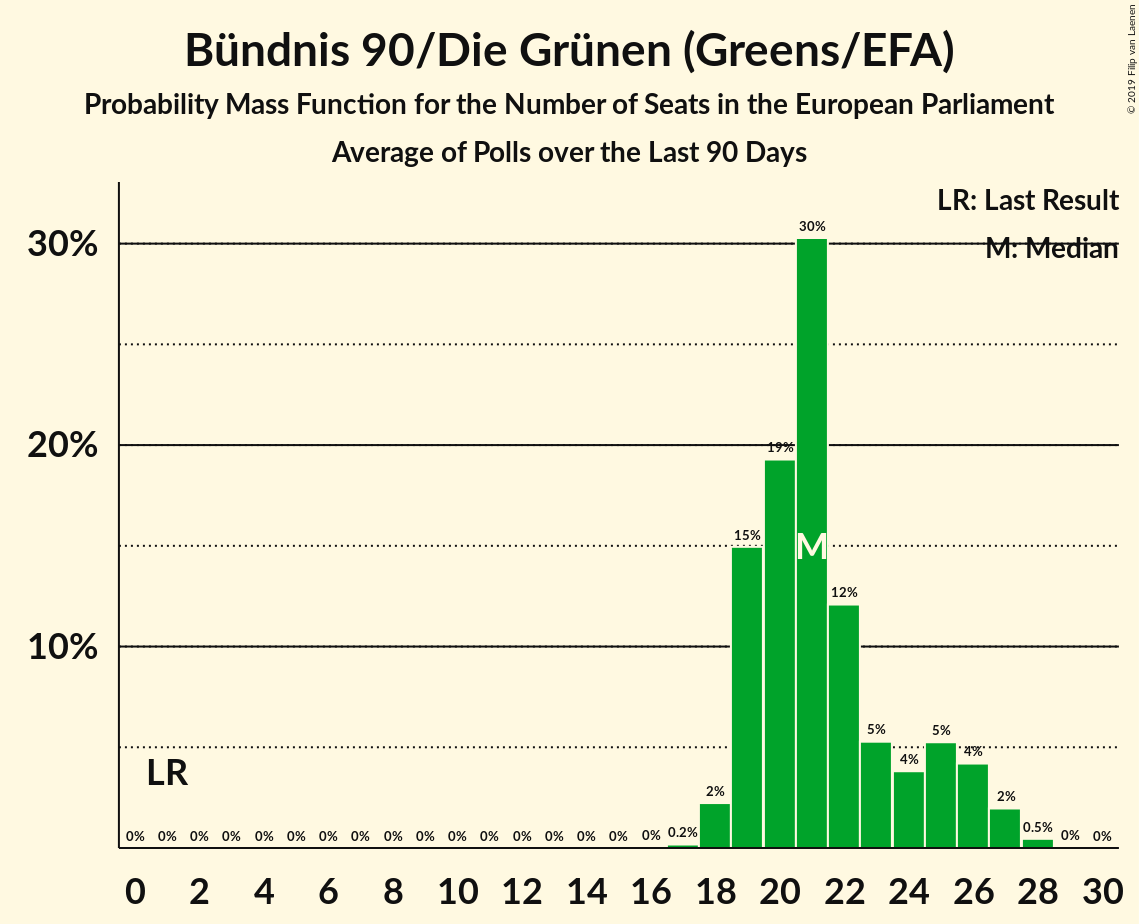 Bündnis 90/Die Grünen (Greens/EFA)
Probability Mass Function for the Number of Seats in the European Parliament
Average of Polls over the Last 90 Days
© 2019 Filip van Laenen
LR: Last Result
M: Median
30%
20%
10%
LR
M
0% 0% 0% 0% 0% 0% 0% 0% 0% 0% 0% 0% 0% 0% 0% 0% 0% 0.2% 2% 15% 19% 30% 12% 5% 4% 5% 4% 2% 0.5% 0% 0%
0 2 4 6 8 10 12 14 16 18 20 22 24 26 28 30